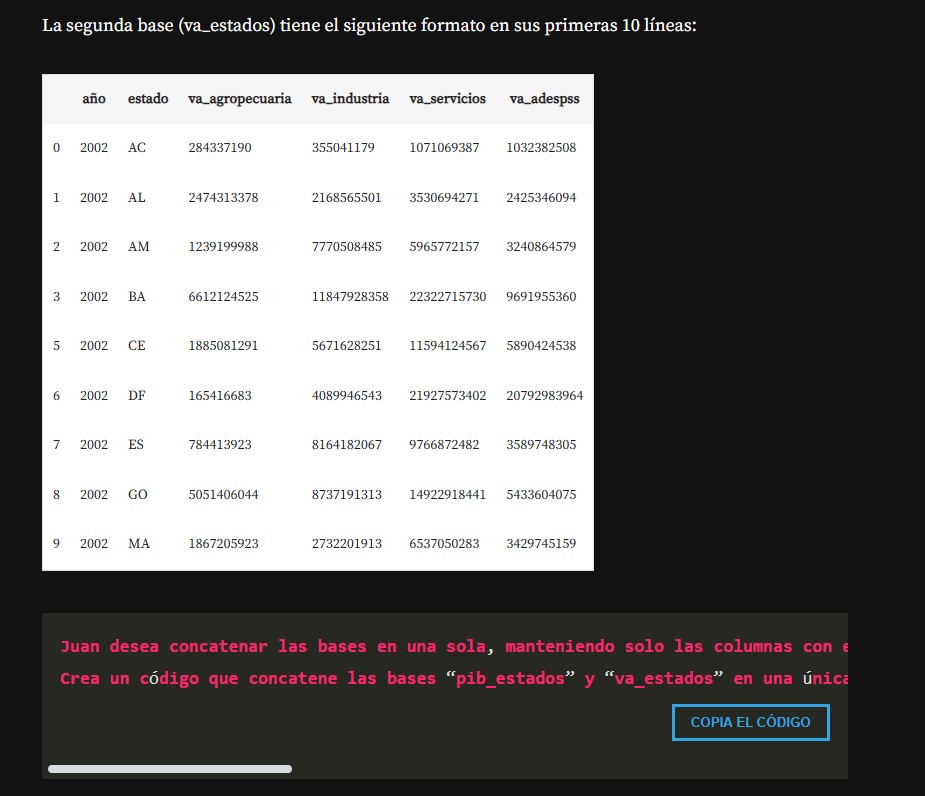 La segunda base (va_estados) tiene el siguiente formato en sus primeras 10 líneas:
año estado va_agropecuaria va_industria va_servicios va_adespss
0 2002 AC 284337190 355041179 1071069387 1032382508
1 2002 AL 2474313378 2168565501 3530694271 2425346094
2 2002 AM 1239199988 7770508485 5965772157 3240864579
3 2002 BA 6612124525 11847928358 22322715730 9691955360
5 2002 CE 1885081291 5671628251 11594124567 5890424538
6 2002 DF 165416683 4089946543 21927573402 20792983964
7 2002 ES 784413923 8164182067 9766872482 3589748305
8 2002 GO 5051406044 8737191313 14922918441 5433604075
9 2002 MA 1867205923 2732201913 6537050283 3429745159
Juan desea concatenar las bases en una sola, manteniendo solo las columnas con
Crea un código que concatene las bases “pib_estados” y “va_estados” en una única
COPIA EL CÓDIGO